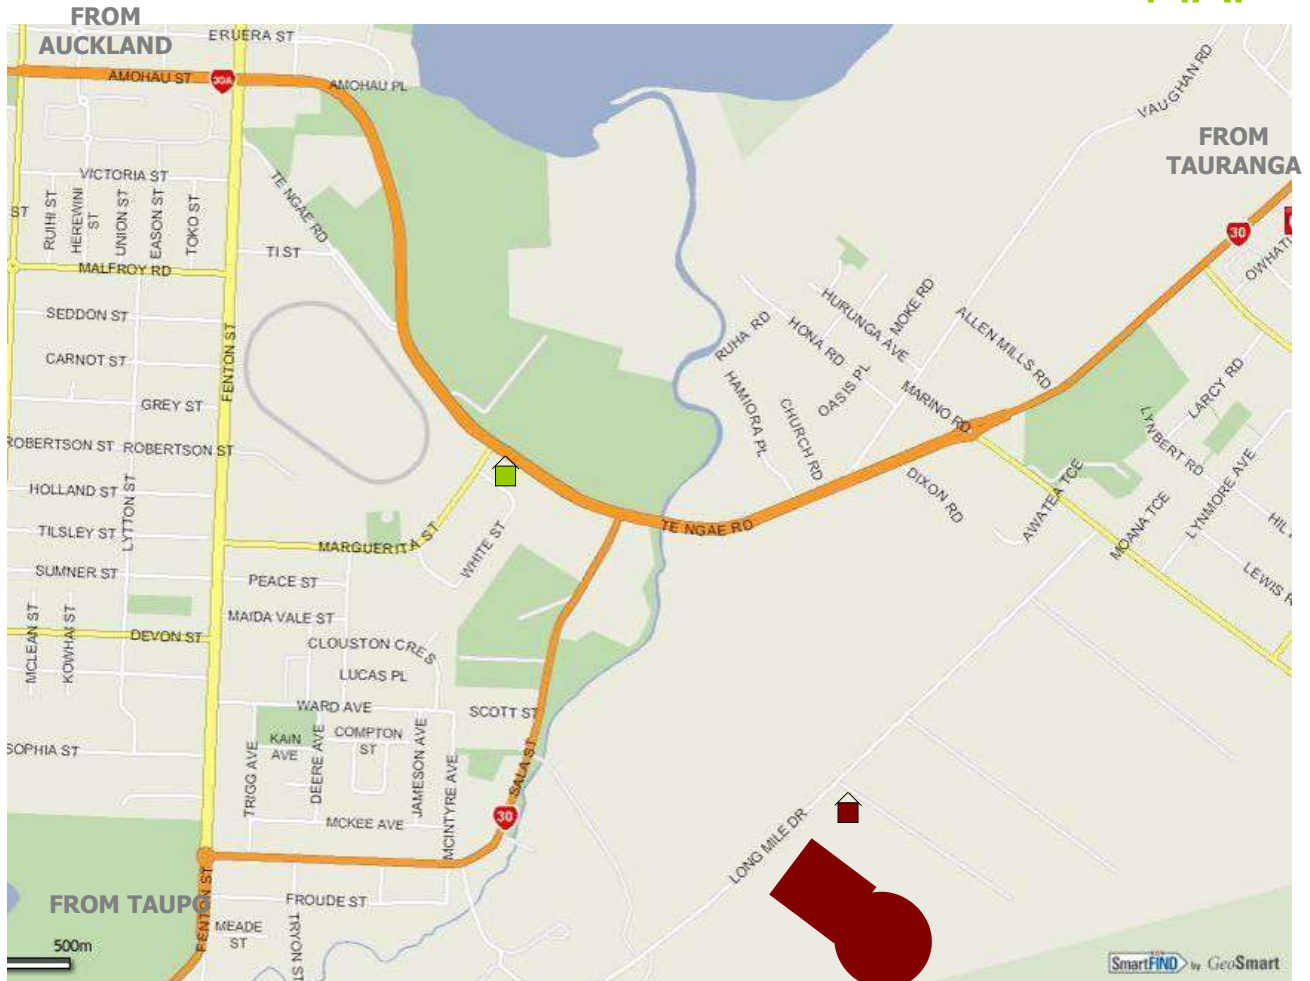 FROM
AUCKLAND
ERUERA ST
AMOHAU ST
30A
AMOHAU PL
VAUGHAN RD
FROM
TAURANGA
VICTORIA ST
TE NGAE RD
ST
RUIHI ST
HEREWINI
ST
UNION ST
EASON ST
TOKO ST
30
OWHATI
TI ST
MALFROY RD
SEDDON ST
CARNOT ST
FENTON ST
GREY ST
ROBERTSON ST
ROBERTSON ST
HOLLAND ST
LYTTON ST
TILSLEY ST
SUMNER ST
RUHA RD
HONA RD
HURUNGA AVE
MOKE RD
ALLEN MILLS RD
OASIS PL
HAMIORA PL
CHURCH RD
MARINO RD
LARCY RD
LYNBERT RD
LYNMORE AVE
DIXON RD
AWATEA TCE
MOANA TCE
HIL
LEWIS R
TE NGAE RD
MARGUERITA ST
WHITE ST
PEACE ST
MAIDA VALE ST
MCLEAN ST
KOWHAI ST
DEVON ST
CLOUSTON CRES
LUCAS PL
WARD AVE
SCOTT ST
KAIN
AVE
COMPTON
ST
SOPHIA ST
TRIGG AVE
DEERE AVE
JAMESON AVE
MCINTYRE AVE
SALA ST
30
MCKEE AVE
LONG MILE DR
FROM TAUPO
FENTON ST
FROUDE ST
MEADE
ST
TRYON ST
500m
SmartFIND by GeoSmart